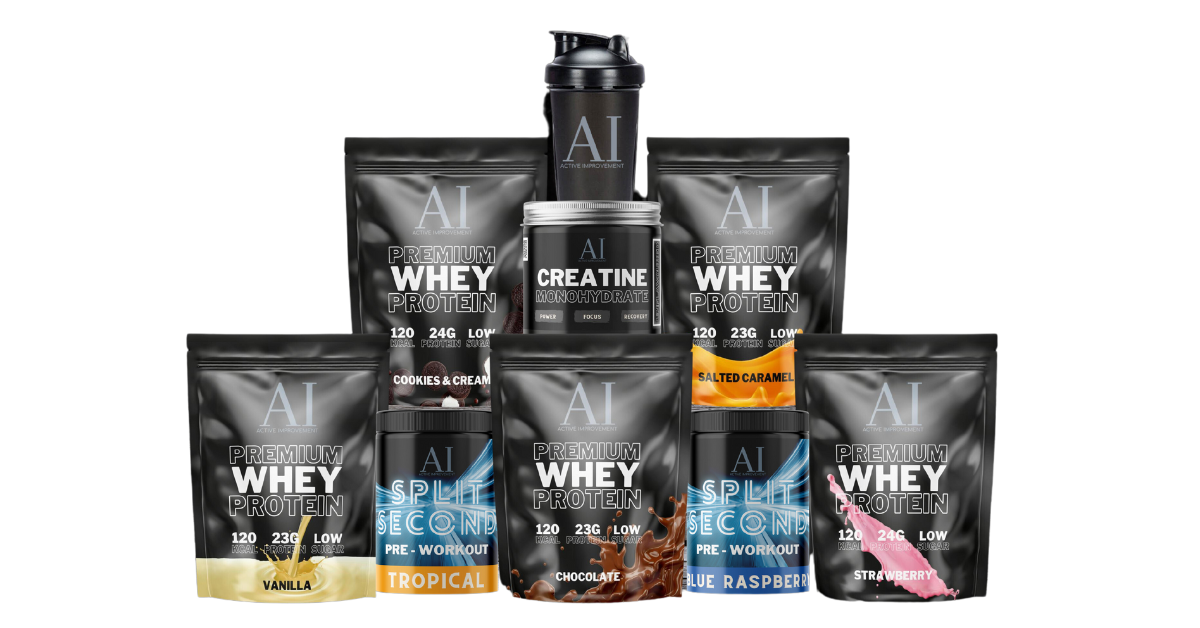 AI
ACTIVE IMPROVEMENT
AI
ACTIVE IMPROVEMENT
PREMIUM
WHEY
PROTEIN
120 24G LOW
KCAL PROTEIN SUGAR
COOKIES & CREAM
AI
CREATINE
MONOHYDRATE
POWER FOCUS RECOVERY
AI
ACTIVE IMPROVEMENT
PREMIUM
WHEY
PROTEIN
120 23G LOW
KCAL PROTEIN SUGAR
SALTED CARAMEL
AI
ACTIVE IMPROVEMENT
PREMIUM
WHEY
PROTEIN
120 23G LOW
KCAL PROTEIN SUGAR
VANILLA
AI
SPLIT
SECOND
PRE - WORKOUT
TROPICAL
AI
ACTIVE IMPROVEMENT
PREMIUM
WHEY
PROTEIN
120 23G LOW
KCAL PROTEIN SUGAR
CHOCOLATE
AI
SPLIT
SECOND
PRE - WORKOUT
BLUE RASPBERRY
AI
ACTIVE IMPROVEMENT
PREMIUM
WHEY
PROTEIN
120 24G LOW
KCAL PROTEIN SUGAR
STRAWBERRY